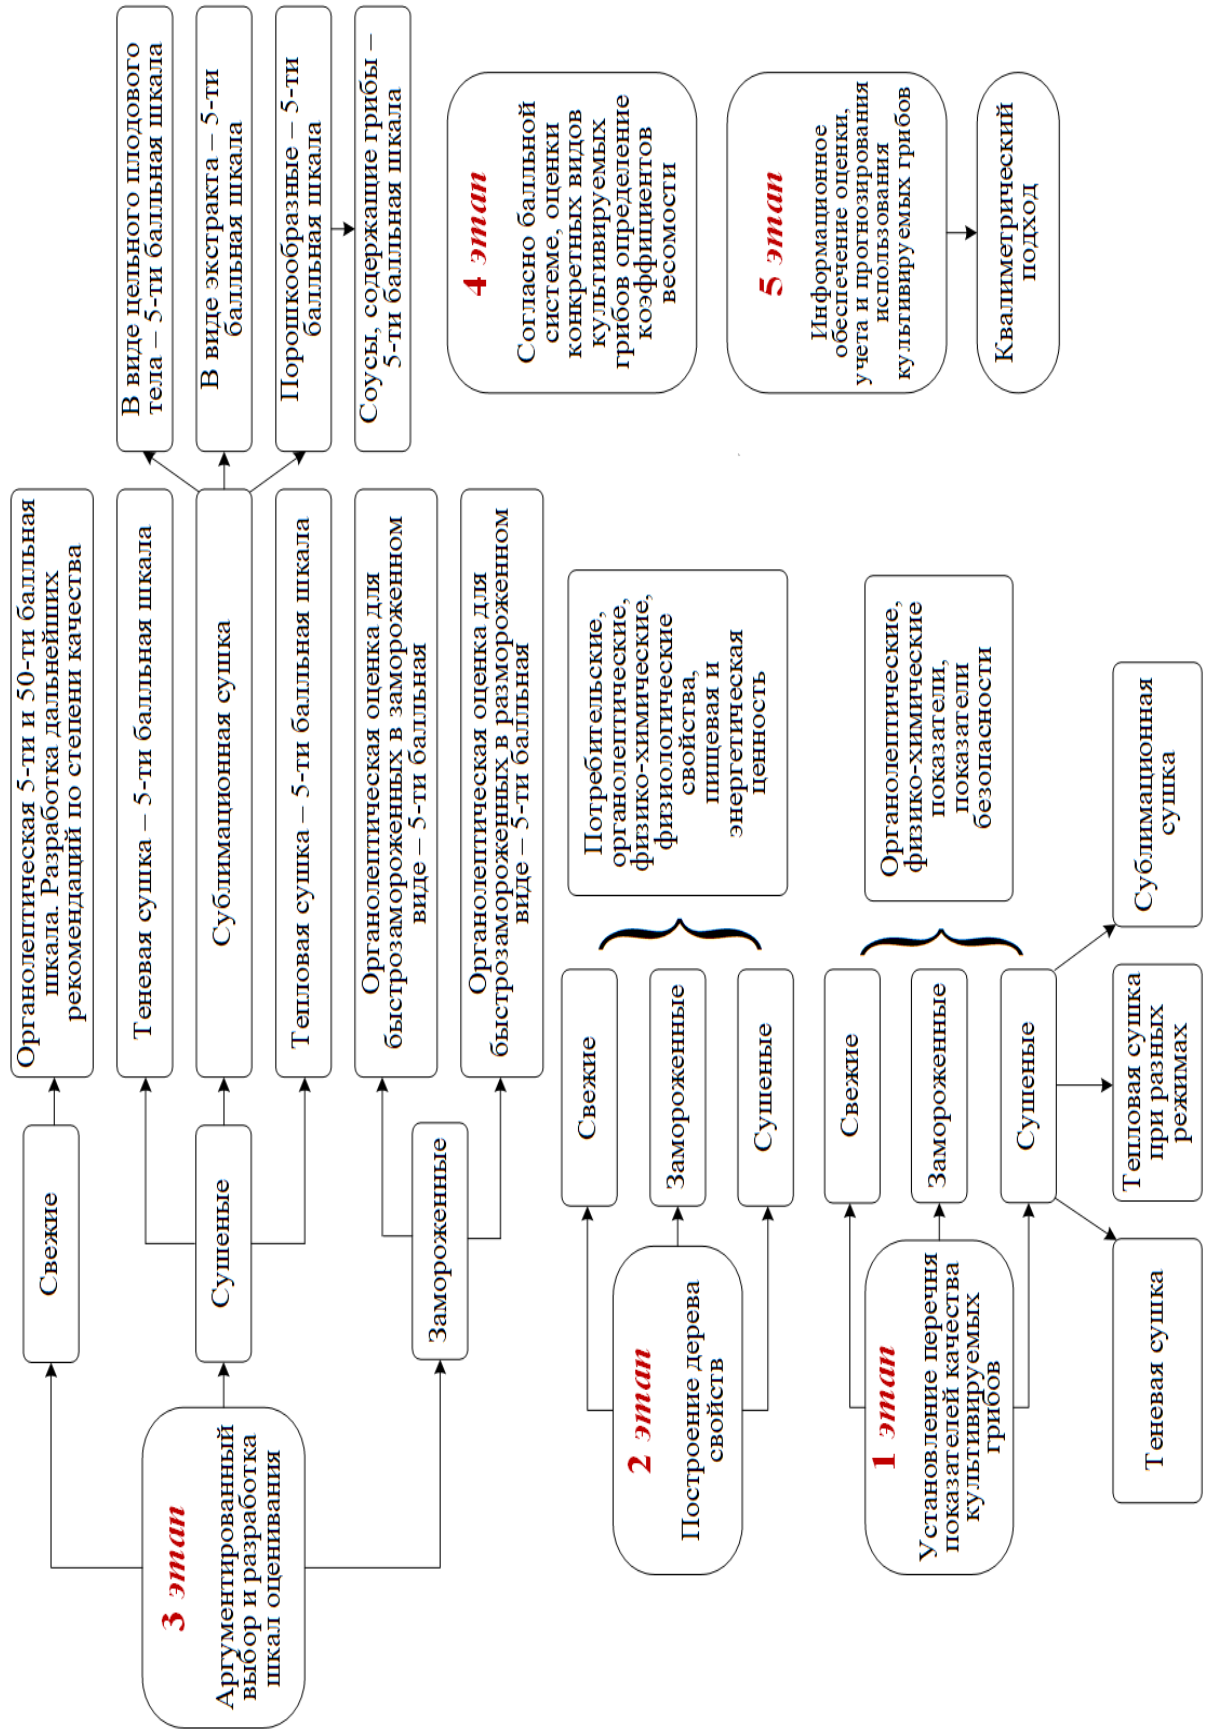 3 этап
Аргументированный
выбор и разработка
шкал оценивания
Свежие
Сушеные
Замороженные
Органолептическая 5-ти и 50-ти балльная
шкала. Разработка дальнейших
рекомендаций по степени качества
Теневая сушка – 5-ти балльная шкала
Сублимационная сушка
Тепловая сушка – 5-ти балльная шкала
Органолептическая оценка для
быстрозамороженных в замороженном
виде – 5-ти балльная
Органолептическая оценка для
быстрозамороженных в размороженном
виде – 5-ти балльная
В виде цельного плодового
тела – 5-ти балльная шкала
В виде экстракта – 5-ти
балльная шкала
Порошкообразные – 5-ти
балльная шкала
Соусы, содержащие грибы –
5-ти балльная шкала
2 этап
Построение дерева
свойств
Свежие
Замороженные
Сушеные
Потребительские,
органолептические,
физико-химические,
физиологические
свойства,
пищевая и
энергетическая
ценность
4 этап
Согласно балльной
системе, оценки
конкретных видов
культивируемых
грибов определение
коэффициентов
весомости
1 этап
Установление перечня
показателей качества
культивируемых
грибов
Свежие
Замороженные
Сушеные
Органолептические,
физико-химические
показатели,
показатели
безопасности
Теневая сушка
Тепловая сушка
при разных
режимах
Сублимационная
сушка
5 этап
Информационное
обеспечение оценки,
учета и прогнозирования
использования
культивируемых грибов
Квалиметрический
подход